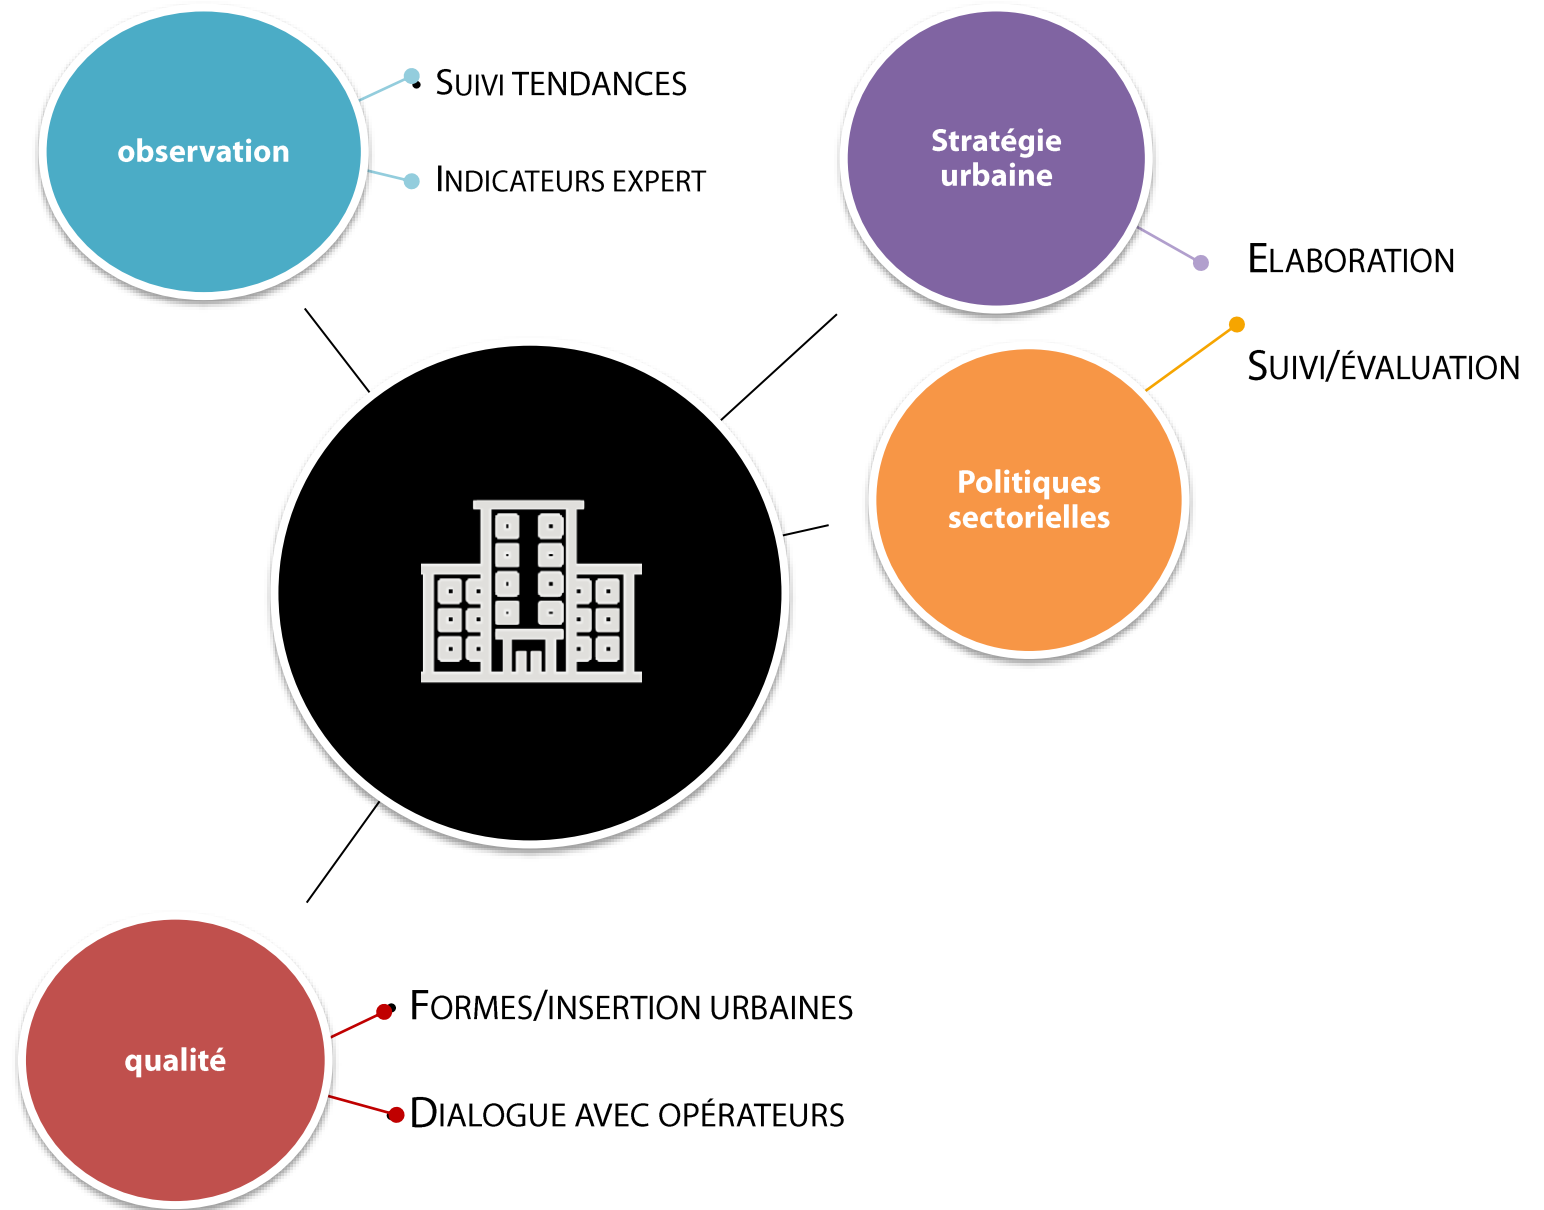 observation
• SUIVI TENDANCES
INDICATEURS EXPERT
Stratégie
urbaine
ELABORATION
SUIVI/ÉVALUATION
Politiques
sectorielles
qualité
• FORMES/INSERTION URBAINES
• DIALOGUE AVEC OPÉRATEURS